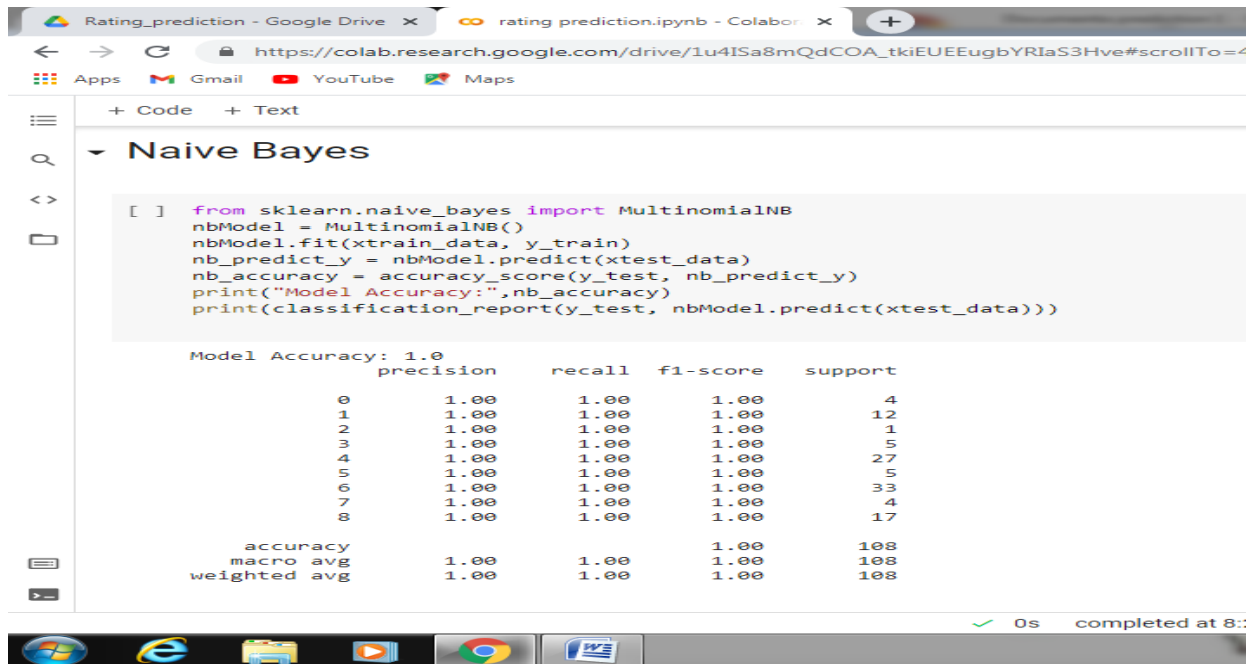 Rating_prediction - Google Drive
rating prediction.ipynb - Colabor
https://colab.research.google.com/drive/1u4ISa8mQdCOA_tkiEUEEugbYRIaS3Hve#scrollTo=4
Apps Gmail YouTube Maps
+ Code + Text
Naive Bayes
[ ] from sklearn.naive_bayes import MultinomialNB
nbModel = MultinomialNB()
nbModel.fit(xtrain_data, y_train)
nb_predict_y = nbModel.predict(xtest_data)
nb_accuracy = accuracy_score(y_test, nb_predict_y)
print("Model Accuracy:",nb_accuracy)
print(classification_report(y_test, nbModel.predict(xtest_data)))
Model Accuracy: 1.0
precision recall f1-score support
0 1.00 1.00 1.00 4
1 1.00 1.00 1.00 12
2 1.00 1.00 1.00 1
3 1.00 1.00 1.00 5
4 1.00 1.00 1.00 27
5 1.00 1.00 1.00 5
6 1.00 1.00 1.00 33
7 1.00 1.00 1.00 4
8 1.00 1.00 1.00 17
accuracy 1.00 108
macro avg 1.00 1.00 1.00 108
weighted avg 1.00 1.00 1.00 108
0s completed at 8: